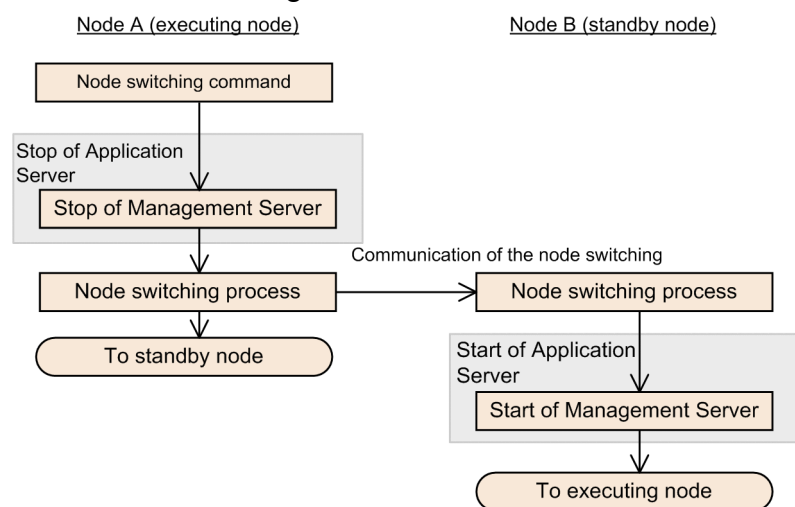 Node A (executing node)
Node B (standby node)
Node switching command
Stop of Application
Server
Stop of Management Server
Communication of the node switching
Node switching process
Node switching process
To standby node
Start of Application
Server
Start of Management Server
To executing node